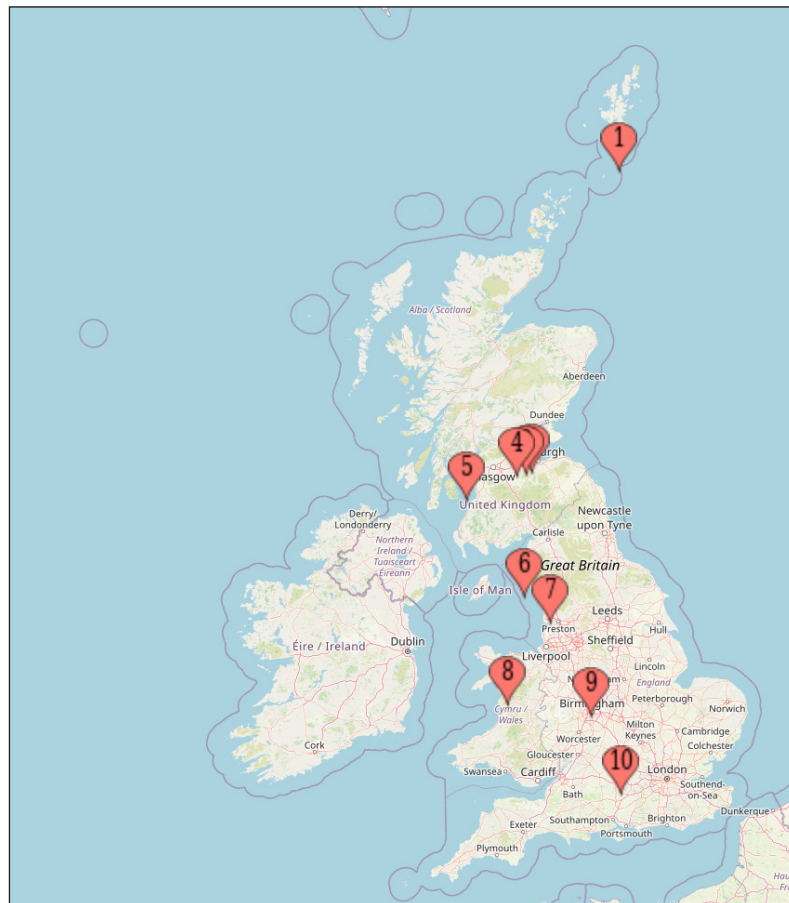 1
Alba / Scotland
Aberdeen
Dundee
4
5
United Kingdom
Derry/
Londonderry
Northern
Ireland /
Tuaisceart
Éireann
Carlisle
Newcastle
upon Tyne
6
Great Britain
Isle of Man
7
Preston
Leeds
Hull
Sheffield
Dublin
Éire / Ireland
Liverpool
Lincoln
8
9
England
Cymru /
Wales
Birmingham
Peterborough
Norwich
Worcester
Milton
Keynes
Cambridge
Colchester
Cork
Swansea
Gloucester
Cardiff
10
Bath
London
Southend
-on-Sea
Southampton
Portsmouth
Brighton
Dunkerque
Exeter
Plymouth